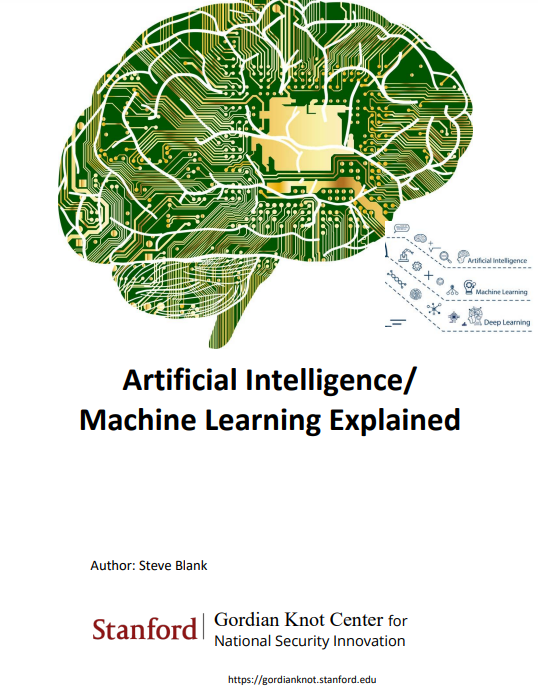 Artificial Intelligence
Machine Learning
Deep Learning
Artificial Intelligence/
Machine Learning Explained
Author: Steve Blank
Stanford
Gordian Knot Center for
National Security Innovation
https://gordianknot.stanford.edu